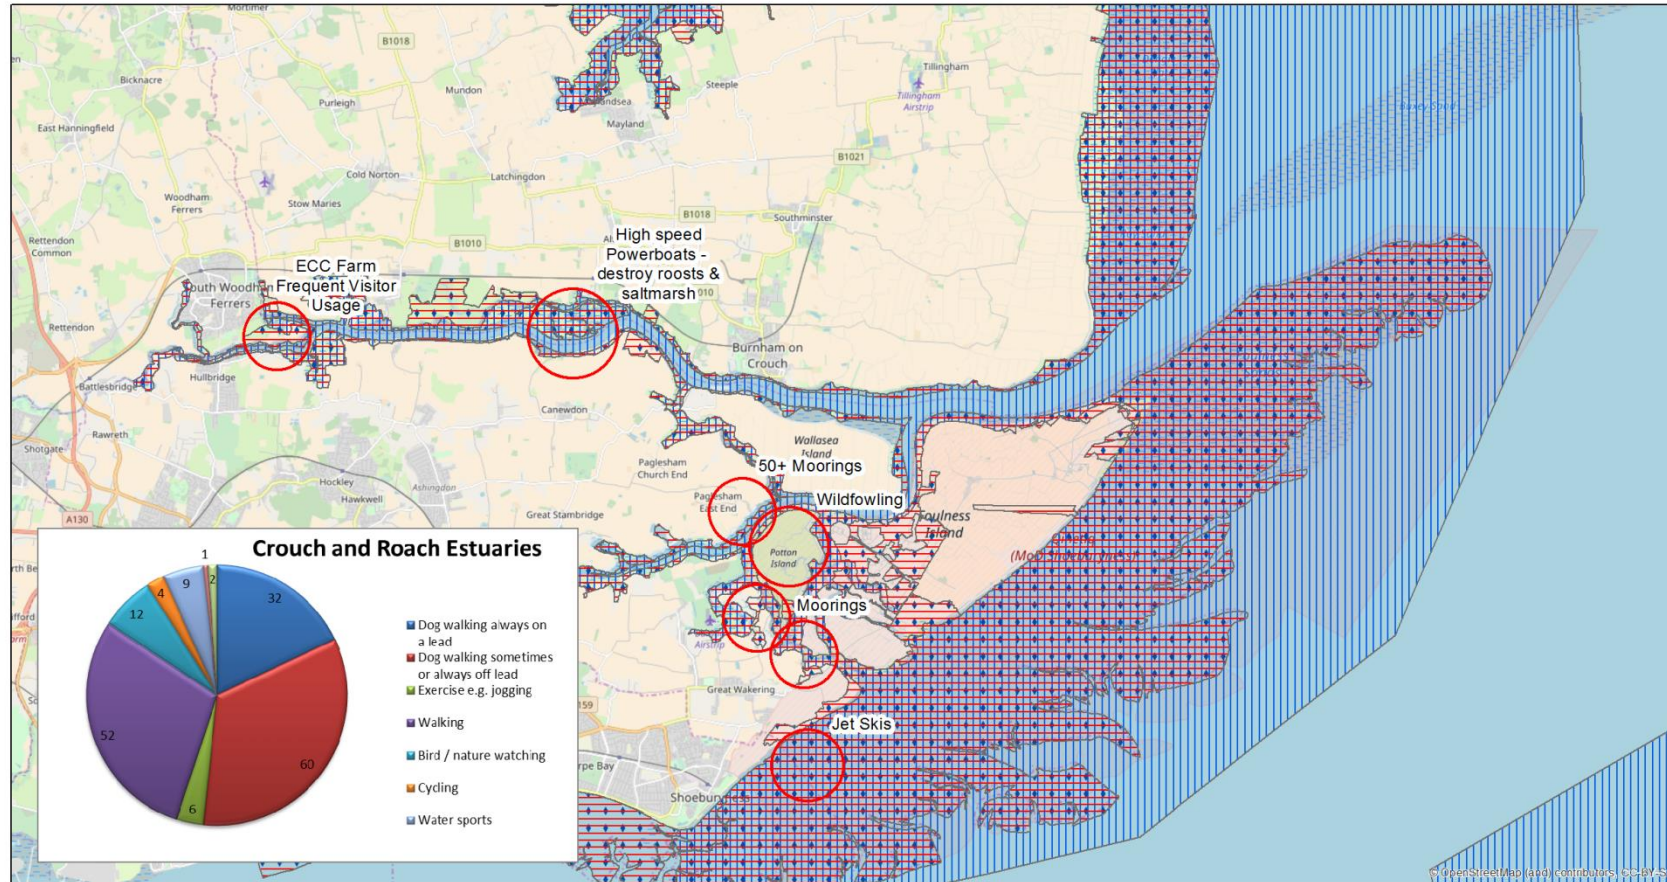 Mortimer
B1018
Bicknacre
Purleigh
Mundon
Steeple
Tillingham
Tillingham
Airstrip
Mayland
East Hanningfield
Cold Norton
Latchingdon
B1021
Woodham
Ferrers
Stow Maries
B1018
Southminster
Rettendon
Common
B1010
High speed
Powerboats -
destroy roosts &
saltmarsh
ECC Farm
Frequent Visitor
Usage
Ferrers
Rettendon
Burnham on
Crouch
Hullbridge
Battlesbridge
Canewdon
Rawreth
Shotgate
Wallasea
Island
Paglesham
Church End
50+ Moorings
Hockley
Ashingdon
Hawkwell
Paglesham
East End
Wildfowling
A130
Great Stambridge
Foulness
Island
Potton
Island
Moorings
Airstrip
Great Wakering
Jet Skis
Crouch and Roach Estuaries
1
2
32
4
9
12
52
60
6
Dog walking always on
a lead
Dog walking sometimes
or always off lead
Exercise e.g. jogging
Walking
Bird / nature watching
Cycling
Water sports
© OpenStreetMap (and) contributors, CC-BY-S